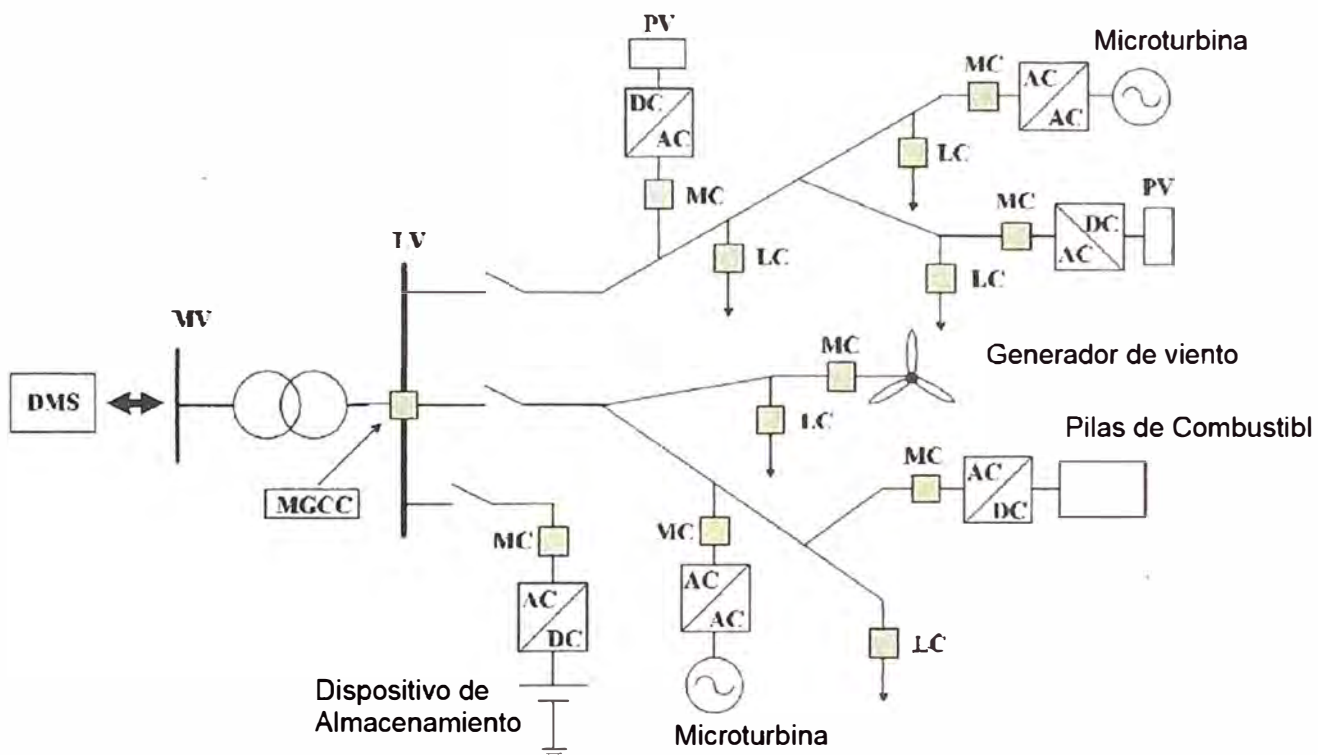 PV
Microturbina
MC
AC
AC
DC
AC
LC
MC
MC
PV
DC
AC
LV
LC
LC
MV
MC
Generador de viento
DMS
LC
Pilas de Combustibl
MC
AC
DC
MGCC
MC
MC
AC
DC
AC
AC
LC
Dispositivo de
Almacenamiento
Microturbina